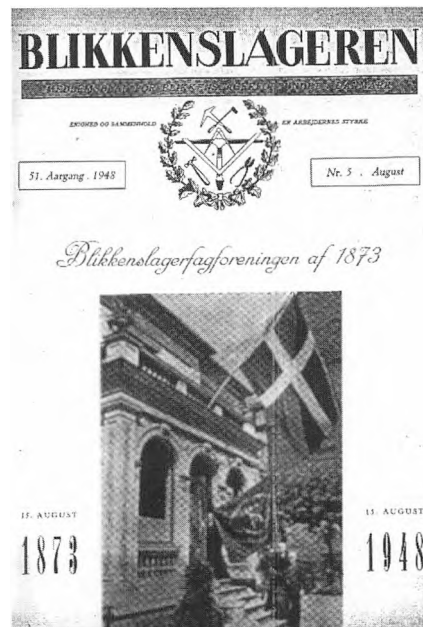 BLIKKENSLAGEREN
ENIGHED OG SAMMENHOLD EN ARBEJDERNES STYRKE
51. Aargang . 1948
Nr. 5 . August
Blikkenslagerfagforeningen af 1873
15. AUGUST
1873
15. AUGUST
1948